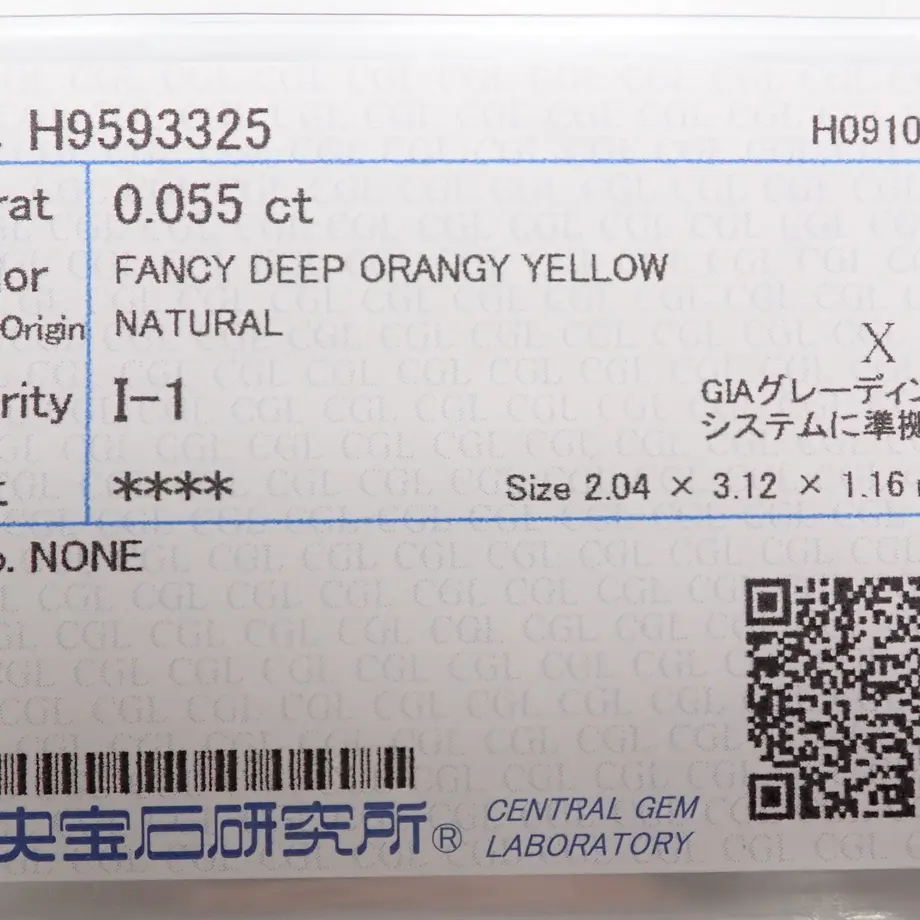 H9593325 H0910
rat 0.055 ct
lor FANCY DEEP ORANGY YELLOW
Origin NATURAL
X
rity I-1
GIAグレーディン
システムに準拠
**** Size 2.04 × 3.12 × 1.16
NONE
央宝石研究所® CENTRAL GEM
LABORATORY